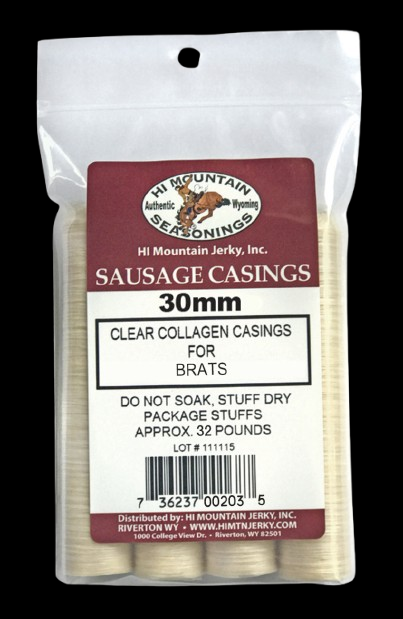 HI MOUNTAIN
Authentic Wyoming
SEASONINGS
HI Mountain Jerky, Inc.
SAUSAGE CASINGS
30mm
CLEAR COLLAGEN CASINGS
FOR
BRATS
DO NOT SOAK, STUFF DRY
PACKAGE STUFFS
APPROX. 32 POUNDS
LOT # 111115
7 36237 00203 5
Distributed by: HI MOUNTAIN JERKY, INC.
RIVERTON WY • WWW.HIMTNJERKY.COM
1000 College View Dr. • Riverton, WY 82501